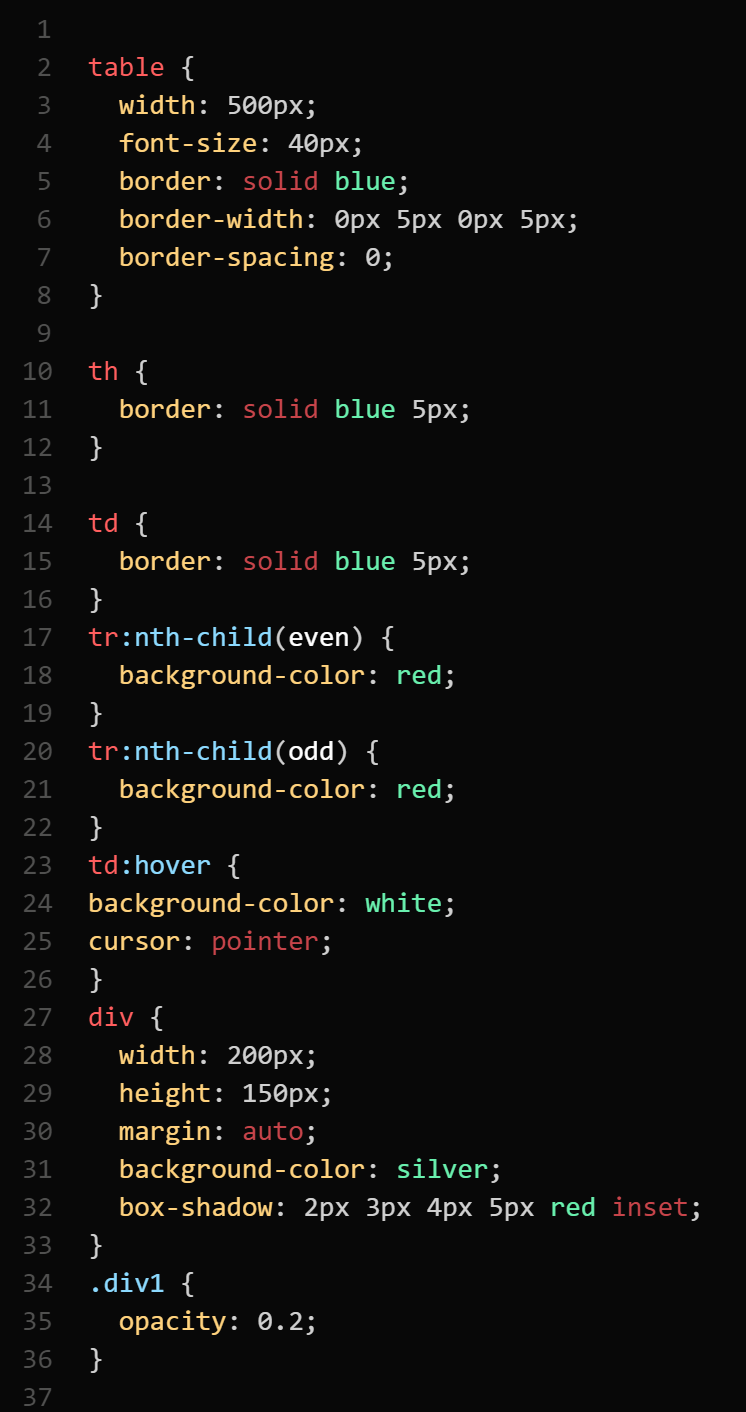 1
2 table {
3   width: 500px;
4   font-size: 40px;
5   border: solid blue;
6   border-width: 0px 5px 0px 5px;
7   border-spacing: 0;
8 }
9
10 th {
11   border: solid blue 5px;
12 }
13
14 td {
15   border: solid blue 5px;
16 }
17 tr:nth-child(even) {
18   background-color: red;
19 }
20 tr:nth-child(odd) {
21   background-color: red;
22 }
23 td:hover {
24 background-color: white;
25 cursor: pointer;
26 }
27 div {
28   width: 200px;
29   height: 150px;
30   margin: auto;
31   background-color: silver;
32   box-shadow: 2px 3px 4px 5px red inset;
33 }
34 .div1 {
35   opacity: 0.2;
36 }
37